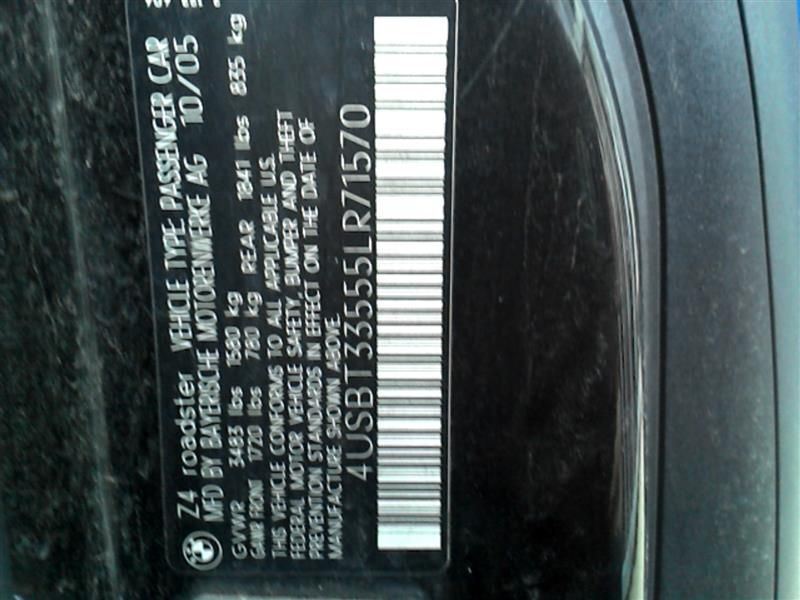 Z4 roadster VEHICLE TYPE: PASSENGER CAR
MFD BY BAYERISCHE MOTORENWERKE AG 10/05
GVWR 3483 lbs 1580 kg
GAWR FRONT 1720 lbs 780 kg REAR 1841 lbs 835 kg
THIS VEHICLE CONFORMS TO ALL APPLICABLE U.S.
FEDERAL MOTOR VEHICLE SAFETY, BUMPER AND THEFT
PREVENTION STANDARDS IN EFFECT ON THE DATE OF
MANUFACTURE SHOWN ABOVE.
4USBT33555LR71570